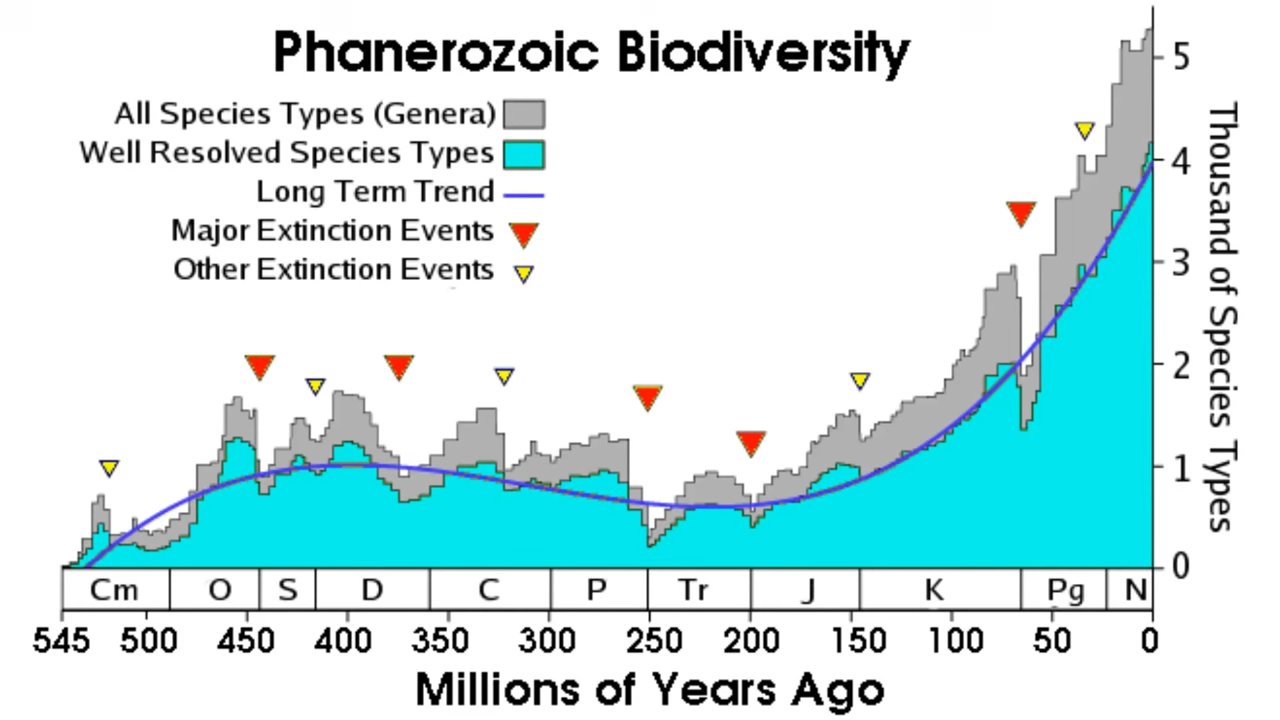 Phanerozoic Biodiversity
All Species Types (Genera)
Well Resolved Species Types
Long Term Trend
Major Extinction Events
Other Extinction Events
5
4
3
2
1
0
Thousand of Species Types
Cm O S D C P Tr J K Pg N
545 500 450 400 350 300 250 200 150 100 50 0
Millions of Years Ago